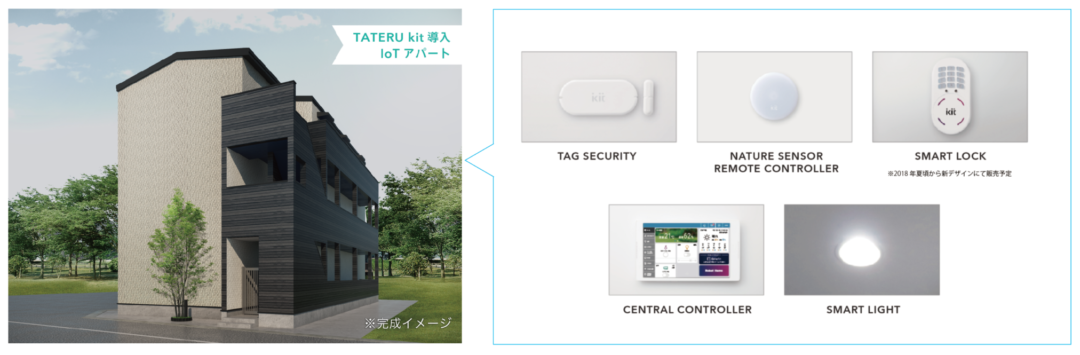 TATERU kit 導入
IoT アパート
※完成イメージ
kit
TAG SECURITY
NATURE SENSOR
REMOTE CONTROLLER
kit
SMART LOCK
※2018 年夏頃から新デザインにて販売予定
CENTRAL CONTROLLER
SMART LIGHT